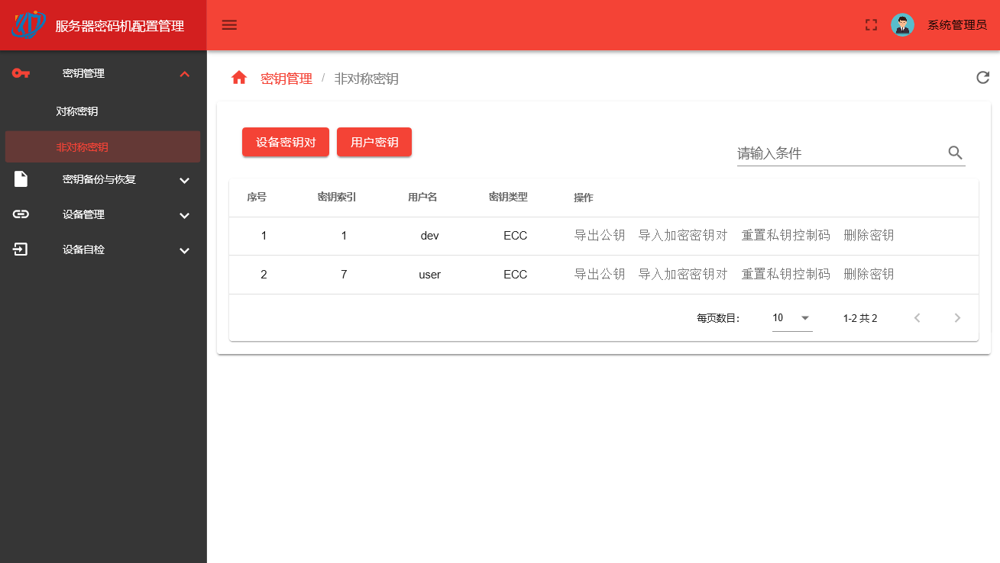 服务器密码机配置管理
系统管理员
密钥管理
对称密钥
非对称密钥
密钥备份与恢复
设备管理
设备自检
密钥管理 / 非对称密钥
设备密钥对 用户密钥
请输入条件
序号 密钥索引 用户名 密钥类型 操作
1 1 dev ECC 导出公钥 导入加密密钥对 重置私钥控制码 删除密钥
2 7 user ECC 导出公钥 导入加密密钥对 重置私钥控制码 删除密钥
每页数目: 10 1-2 共 2